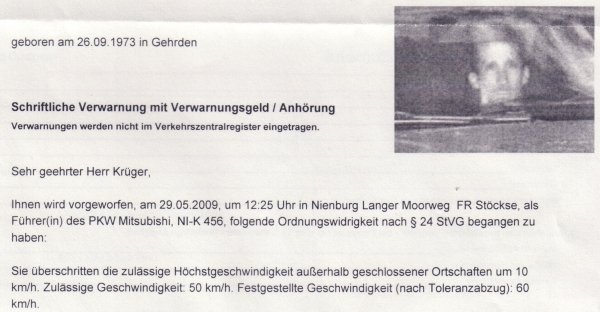 geboren am 26.09.1973 in Gehrden
Schriftliche Verwarnung mit Verwarnungsgeld / Anhörung
Verwarnungen werden nicht im Verkehrszentralregister eingetragen.
Sehr geehrter Herr Krüger,
Ihnen wird vorgeworfen, am 29.05.2009, um 12:25 Uhr in Nienburg Langer Moorweg FR Stöckse, als
Führer(in) des PKW Mitsubishi, NI-K 456, folgende Ordnungswidrigkeit nach § 24 StVG begangen zu
haben:
Sie überschritten die zulässige Höchstgeschwindigkeit außerhalb geschlossener Ortschaften um 10
km/h. Zulässige Geschwindigkeit: 50 km/h. Festgestellte Geschwindigkeit (nach Toleranzabzug): 60
km/h.